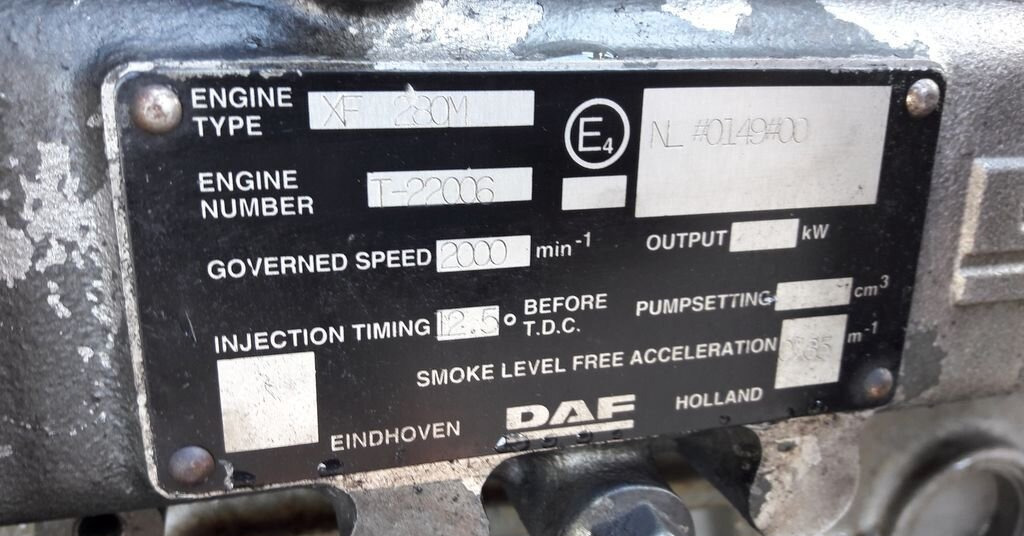 ENGINE TYPE XF 280M
E4
NL #0149#00
ENGINE NUMBER T-22006
GOVERNED SPEED 2000 min-1
OUTPUT kW
INJECTION TIMING 12.5° BEFORE T.D.C.
PUMPSETTING cm3
SMOKE LEVEL FREE ACCELERATION m-1
EINDHOVEN DAF HOLLAND